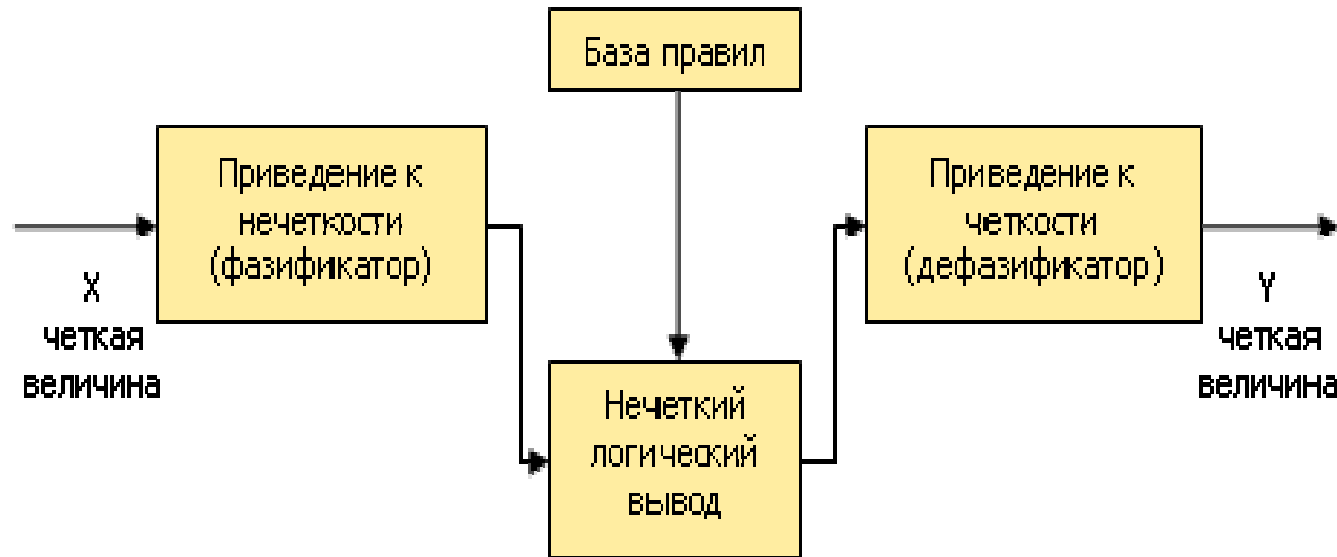 База правил
Приведение к
нечеткости
(фазификатор)
Приведение к
четкости
(дефазификатор)
X
четкая
величина
Y
четкая
величина
Нечеткий
логический
вывод